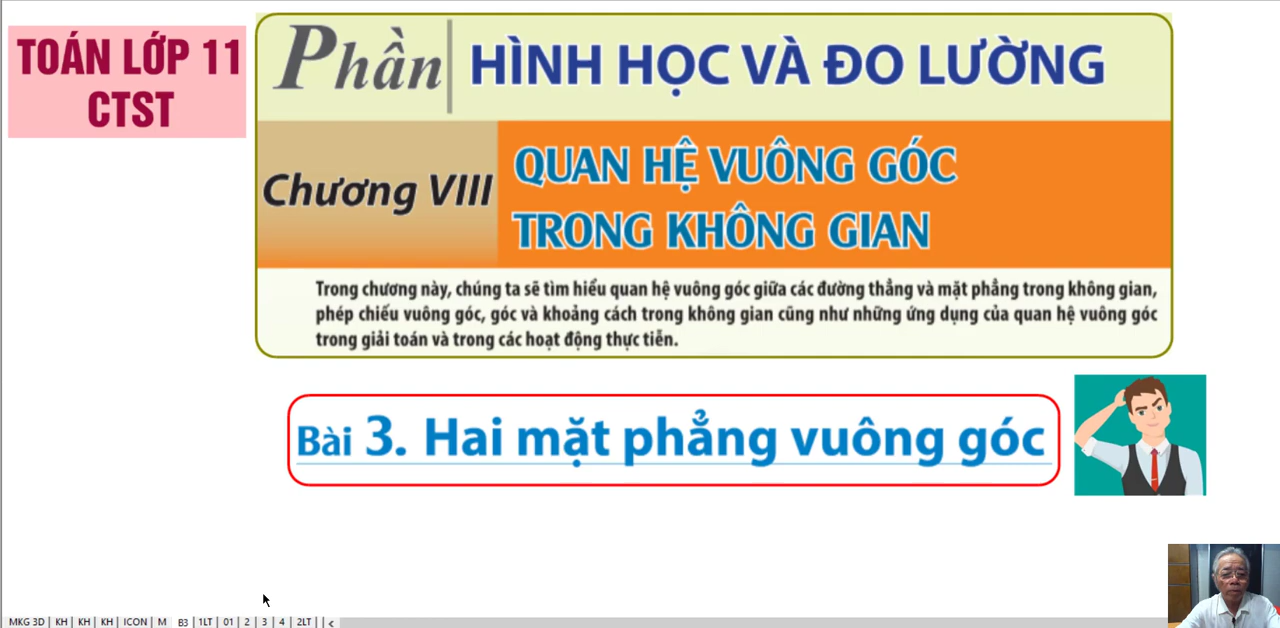 TOÁN LỚP 11
CTST
Phần
HÌNH HỌC VÀ ĐO LƯỜNG
Chương VIII
QUAN HỆ VUÔNG GÓC
TRONG KHÔNG GIAN
Trong chương này, chúng ta sẽ tìm hiểu quan hệ vuông góc giữa các đường thẳng và mặt phẳng trong không gian,
phép chiếu vuông góc, góc và khoảng cách trong không gian cũng như những ứng dụng của quan hệ vuông góc
trong giải toán và trong các hoạt động thực tiễn.
Bài 3. Hai mặt phẳng vuông góc
MKG 3D | KH | KH | KH | ICON | M | B3 | 1LT | 01 | 2 | 3 | 4 | 2LT | | <